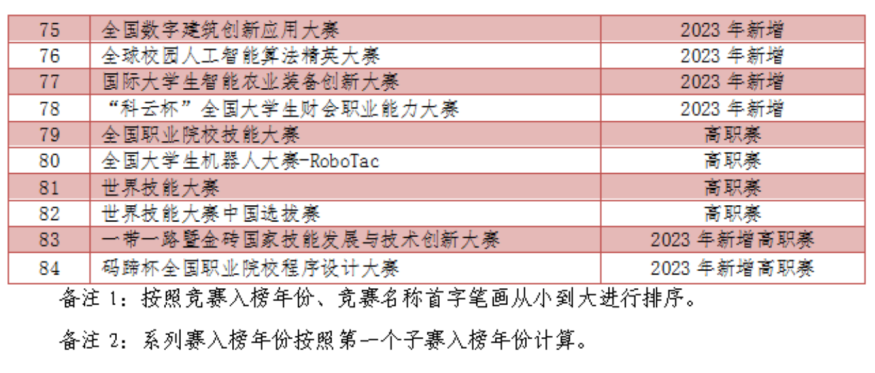 75 全国数字建筑创新应用大赛 2023 年新增
76 全球校园人工智能算法精英大赛 2023 年新增
77 国际大学生智能农业装备创新大赛 2023 年新增
78 “科云杯”全国大学生财会职业能力大赛 2023 年新增
79 全国职业院校技能大赛 高职赛
80 全国大学生机器人大赛-RoboTac 高职赛
81 世界技能大赛 高职赛
82 世界技能大赛中国选拔赛 高职赛
83 一带一路暨金砖国家技能发展与技术创新大赛 2023 年新增高职赛
84 码蹄杯全国职业院校程序设计大赛 2023 年新增高职赛
备注 1：按照竞赛入榜年份、竞赛名称首字笔画从小到大进行排序。
备注 2：系列赛入榜年份按照第一个子赛入榜年份计算。